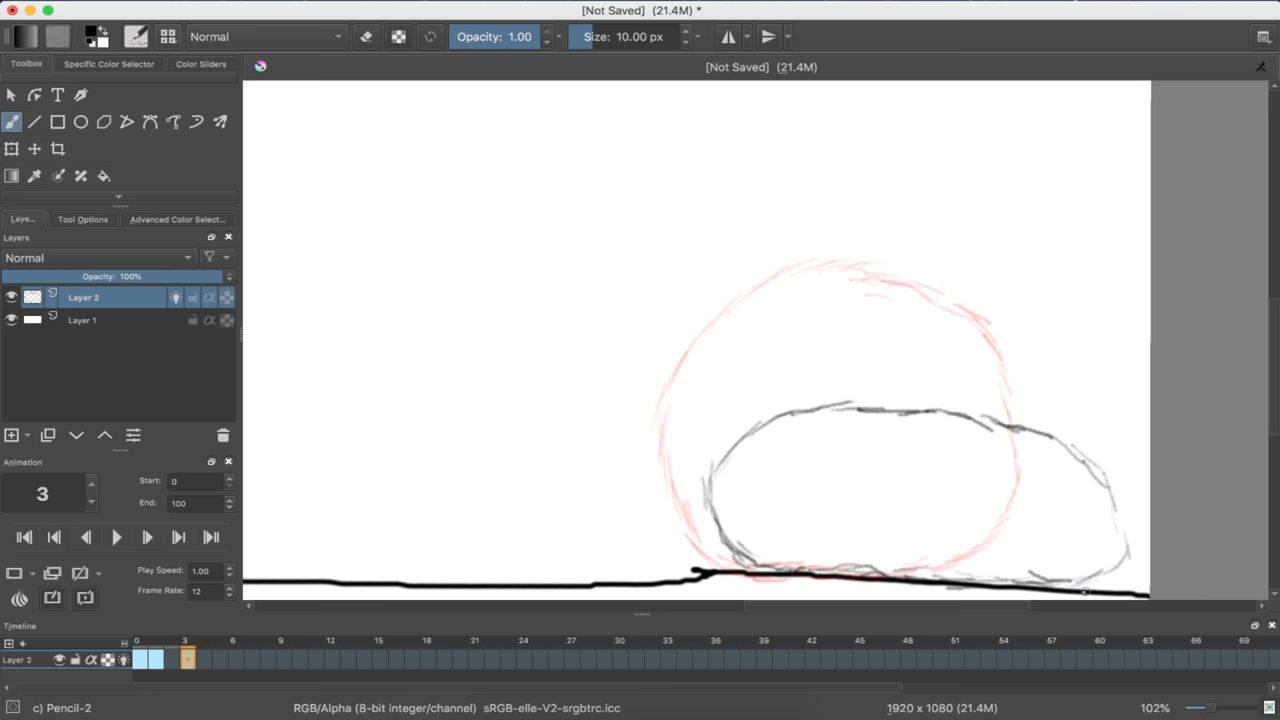 [Not Saved] (21.4M) *
Normal
Opacity: 1.00
Size: 10.00 px
Toolbox
Specific Color Selector
Color Sliders
[Not Saved] (21.4M)
T
Laye...
Tool Options
Advanced Color Select...
Layers
Normal
Opacity: 100%
Layer 2
α
Layer 1
α
Animation
3
Start: 0
End: 100
Play Speed: 1.00
Frame Rate: 12
Timeline
0 3 6 9 12 15 18 21 24 27 30 33 36 39 42 45 48 51 54 57 60 63 66 69
Layer 2
α
c) Pencil-2
RGB/Alpha (8-bit integer/channel) sRGB-elle-V2-srgbtrc.icc
1920 x 1080 (21.4M)
102%